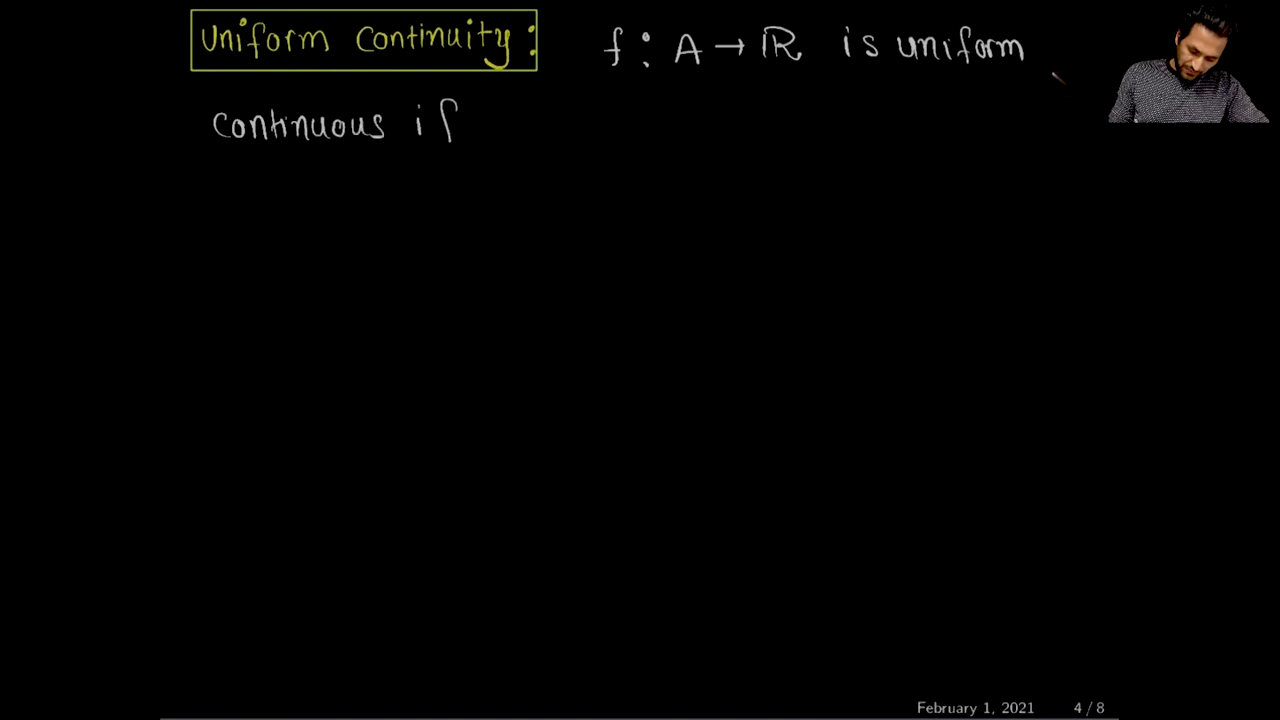 Uniform Continuity: f: A → ℝ is uniform
continuous if
February 1, 2021 4 / 8